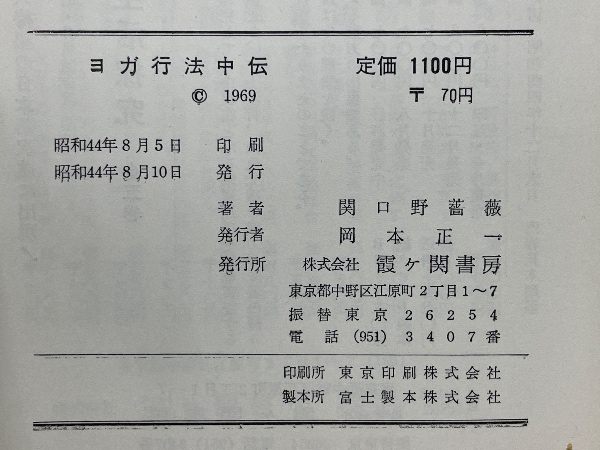 ヨガ行法中伝 定価 1100円
© 1969 〒 70円
昭和44年8月5日 印刷
昭和44年8月10日 発行
著者 関口野薔薇
発行者 岡本正一
発行所 株式会社 霞ケ関書房
東京都中野区江原町2丁目1～7
振替東京 26254
電話 (951) 3407番
印刷所 東京印刷株式会社
製本所 富士製本株式会社